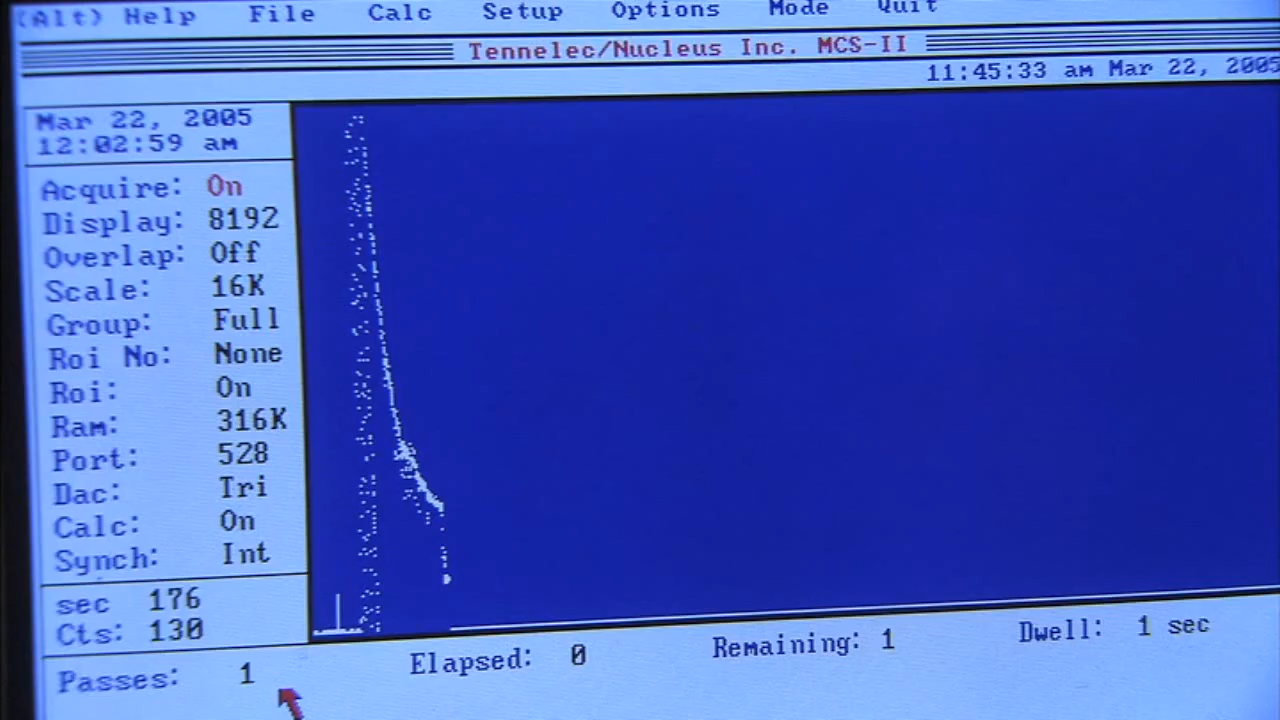 (Alt) Help File Calc Setup Options Mode Quit
Tennelec/Nucleus Inc. MCS-II
11:45:33 am Mar 22, 2005
Mar 22, 2005
12:02:59 am
Acquire: On
Display: 8192
Overlap: Off
Scale: 16K
Group: Full
Roi No: None
Roi: On
Ram: 316K
Port: 528
Dac: Tri
Calc: On
Synch: Int
sec 176
Cts: 130
Passes: 1 Elapsed: 0 Remaining: 1 Dwell: 1 sec